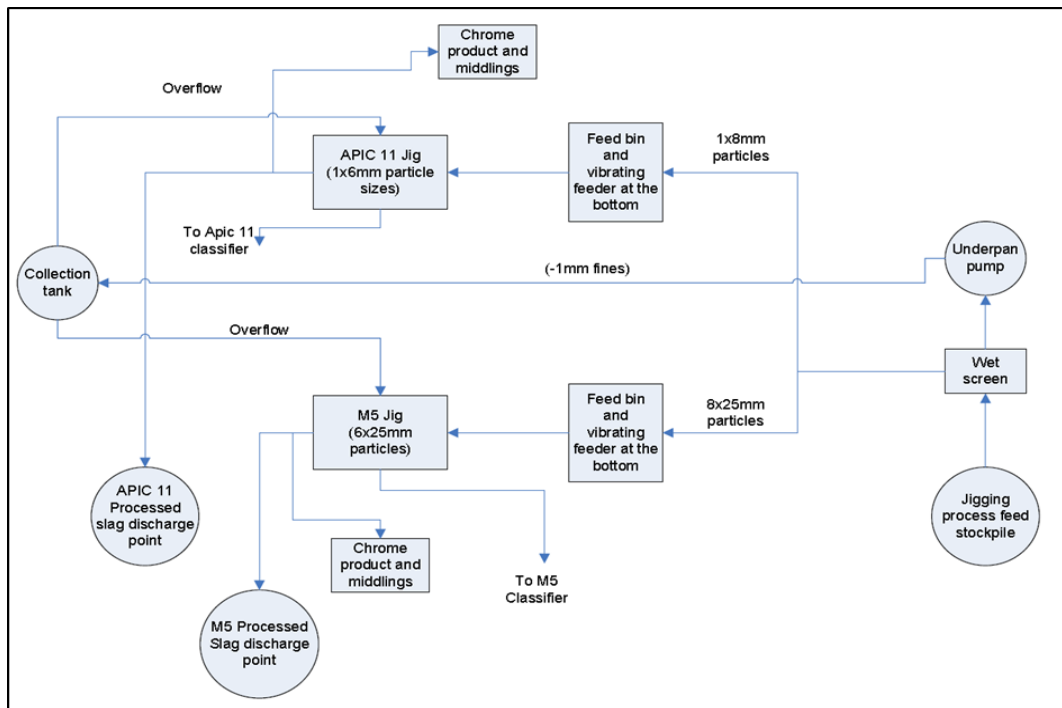 Chrome
product and
middlings
Overflow
APIC 11 Jig
(1x6mm particle
sizes)
Feed bin
and
vibrating
feeder at the
bottom
1x8mm
particles
To Apic 11
classifier
Collection
tank
(-1mm fines)
Underpan
pump
Overflow
Wet
screen
M5 Jig
(6x25mm
particles)
Feed bin
and
vibrating
feeder at the
bottom
8x25mm
particles
APIC 11
Processed
slag discharge
point
Jigging
process feed
stockpile
Chrome
product and
middlings
To M5
Classifier
M5 Processed
Slag discharge
point